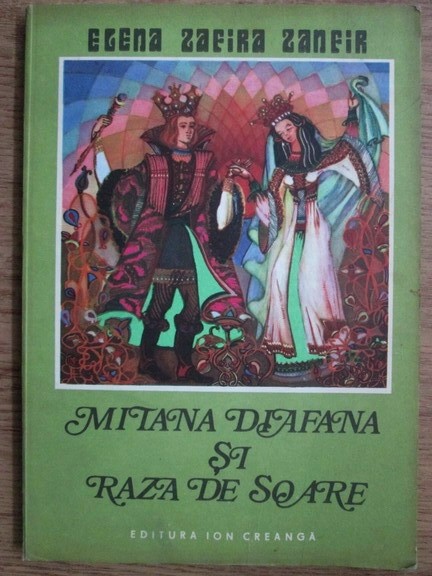 ELENA ZAFIRA ZANFIR
MITANA DIAFANA
ȘI
RAZA DE SOARE
EDITURA ION CREANGĂ